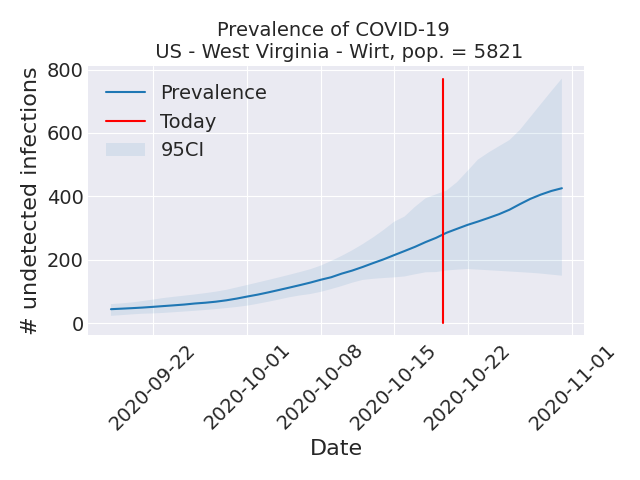 Prevalence of COVID-19
US - West Virginia - Wirt, pop. = 5821
# undetected infections
800
600
400
200
0
Prevalence
Today
95CI
2020-09-22
2020-10-01
2020-10-08
2020-10-15
2020-10-22
2020-11-01
Date